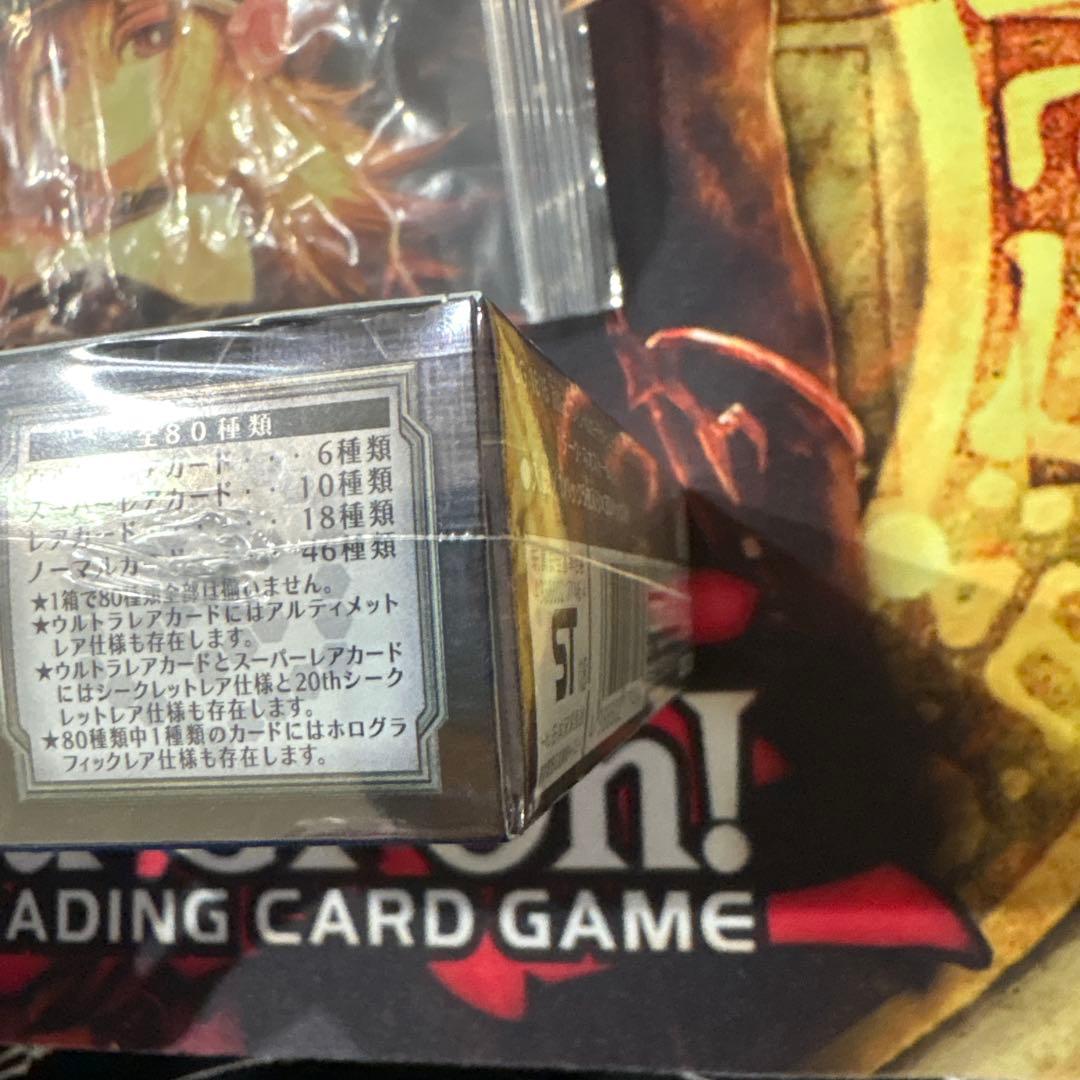 全80種類
レアカード・・・6種類
スーパーレアカード・・10種類
レアカード 18種類
ノーマルカード 46種類
★1箱で80種類全部は揃いません。
★ウルトラレアカードにはアルティメット
レア仕様も存在します。
★ウルトラレアカードとスーパーレアカード
にはシークレットレア仕様と20thシーク
レットレア仕様も存在します。
★80種類中1種類のカードにはホログラ
フィックレア仕様も存在します。
ST
ADING CARD GAME